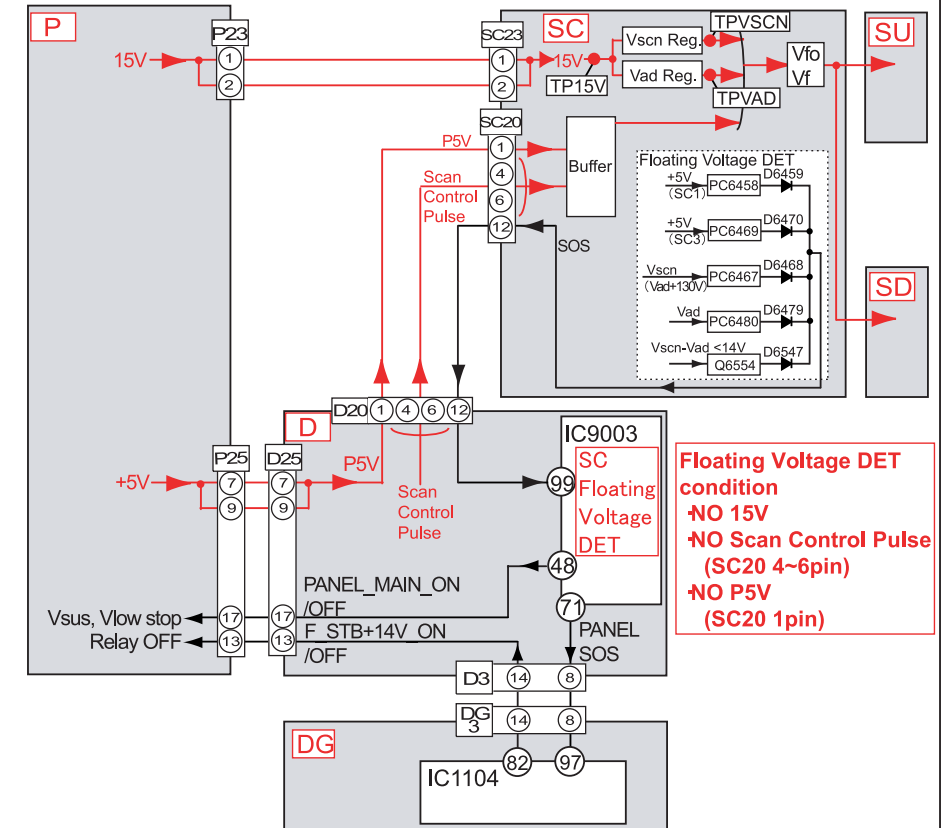 P
P23
15V
1
2
SC23
1
2
SC
15V
TP15V
Vscn Reg.
Vad Reg.
TPVSCN
TPVAD
Vfo
Vf
SU
SC20
P5V
1
4
6
12
Scan
Control
Pulse
Buffer
SOS
Floating Voltage DET
+5V
(SC1)
PC6458
D6459
+5V
(SC3)
PC6469
D6470
Vscn
(Vad+130V)
PC6467
D6468
Vad
PC6480
D6479
Vscn-Vad <14V
Q6554
D6547
SD
D20
1
4
6
12
D
P25
D25
+5V
7
9
7
9
P5V
Scan
Control
Pulse
IC9003
SC
Floating
Voltage
DET
99
48
71
PANEL_MAIN_ON
/OFF
Vsus, Vlow stop
17
17
Relay OFF
13
13
F_STB+14V_ON
/OFF
PANEL
SOS
D3
14
8
DG
3
14
8
DG
IC1104
82
97
Floating Voltage DET
condition
·NO 15V
·NO Scan Control Pulse
(SC20 4~6pin)
·NO P5V
(SC20 1pin)